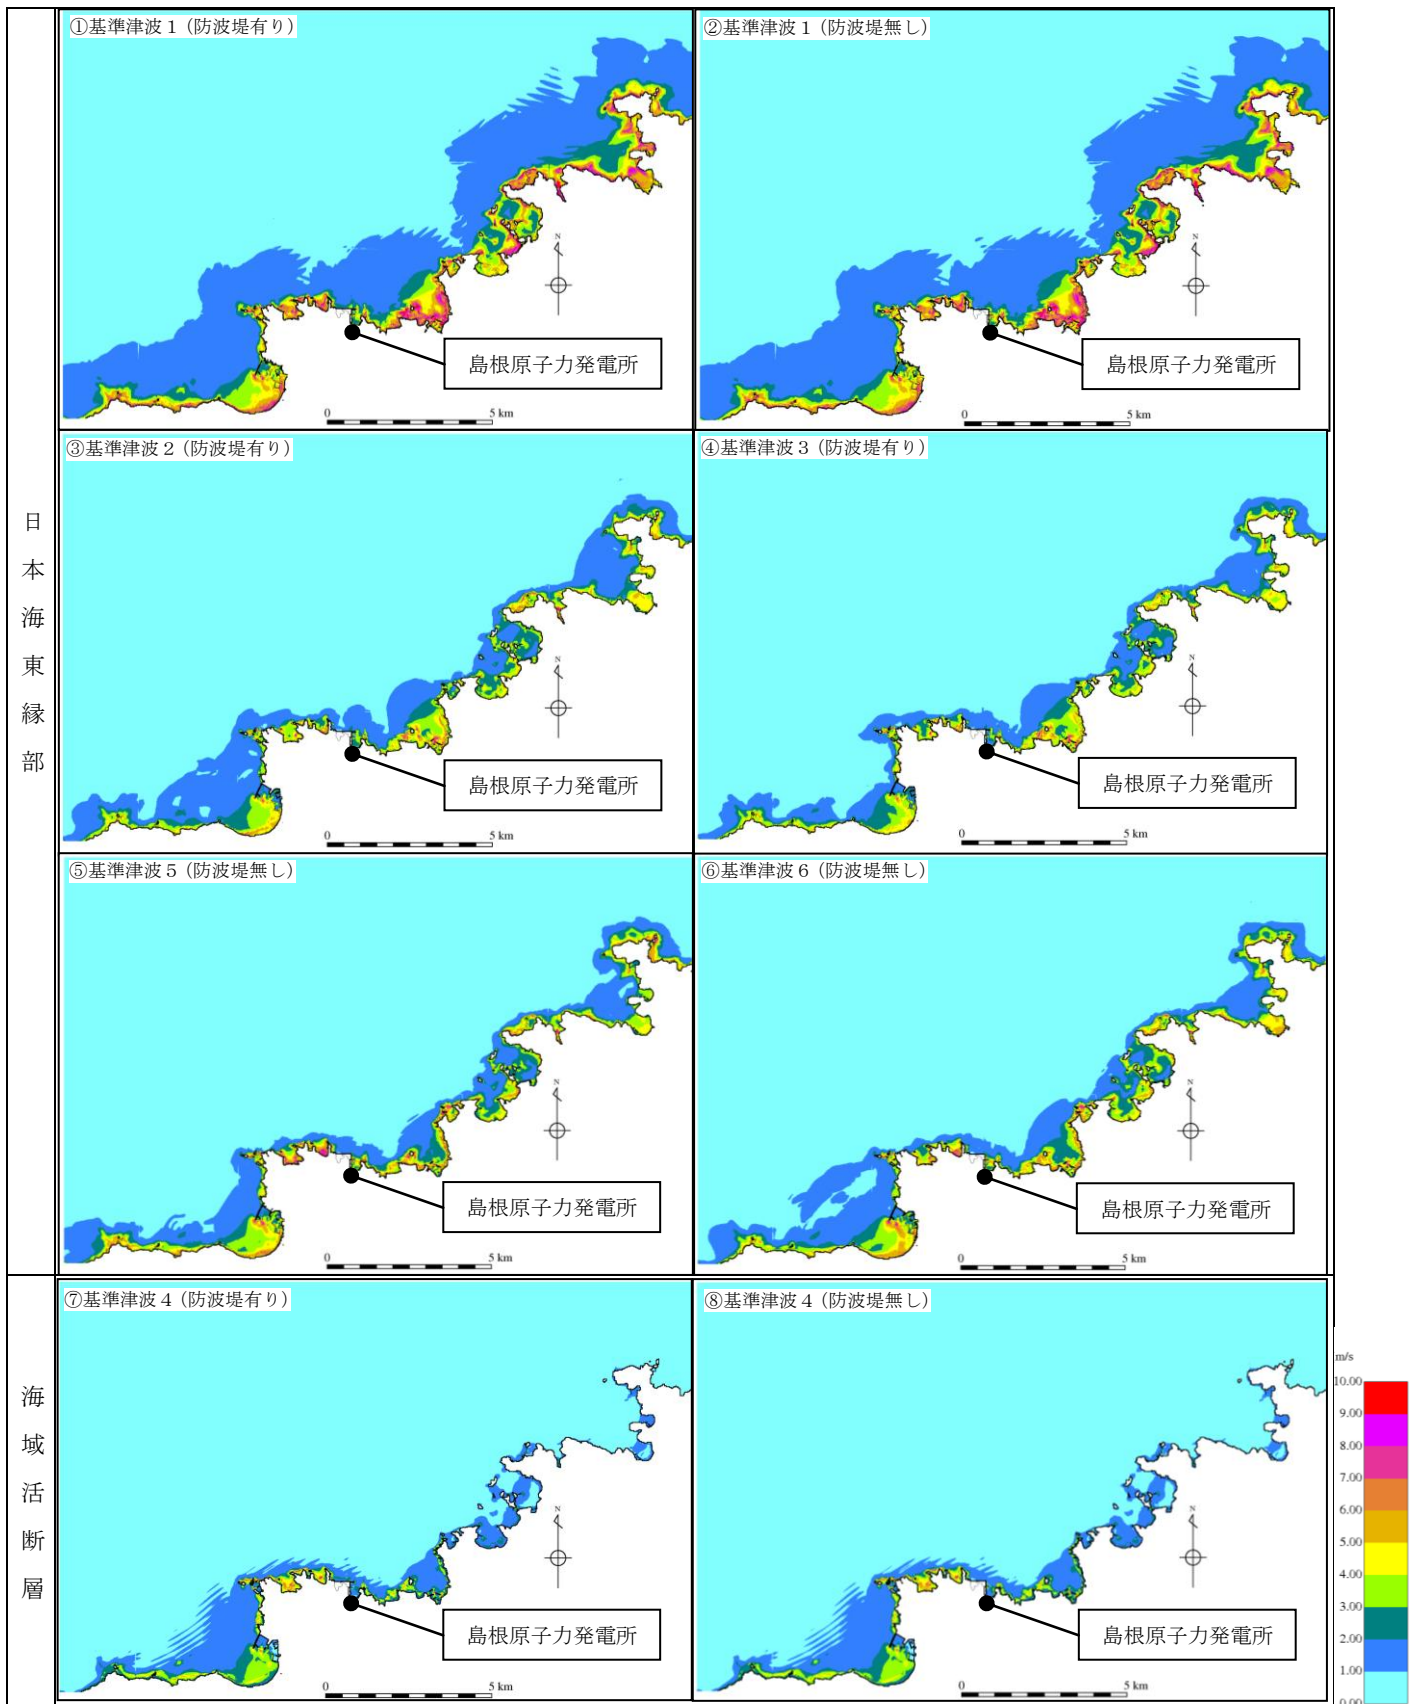 ①基準津波１（防波堤有り）
②基準津波１（防波堤無し）
N
N
島根原子力発電所
島根原子力発電所
0 5 km
0 5 km
③基準津波２（防波堤有り）
④基準津波３（防波堤有り）
日本海東縁部
N
N
島根原子力発電所
島根原子力発電所
0 5 km
0 5 km
⑤基準津波５（防波堤無し）
⑥基準津波６（防波堤無し）
N
N
島根原子力発電所
島根原子力発電所
0 5 km
0 5 km
⑦基準津波４（防波堤有り）
⑧基準津波４（防波堤無し）
海域活断層
N
N
島根原子力発電所
島根原子力発電所
0 5 km
0 5 km
m/s
10.00
9.00
8.00
7.00
6.00
5.00
4.00
3.00
2.00
1.00
0.00